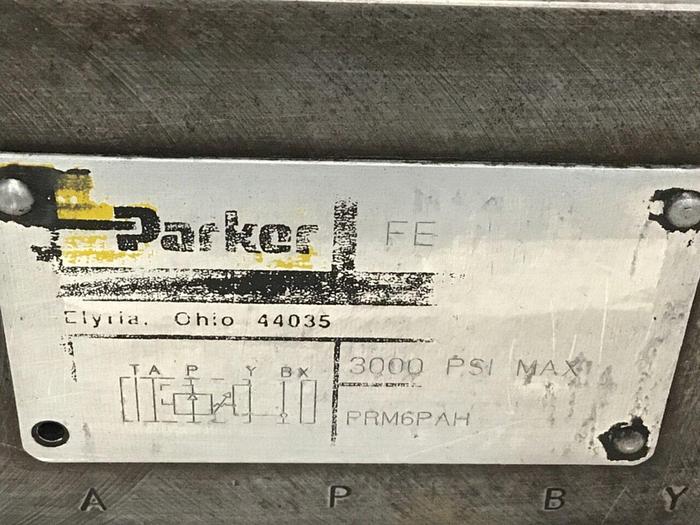 Parker FE
Elyria, Ohio 44035
T A P Y B X
3000 PSI MAX
PRM6PAH
A P B Y